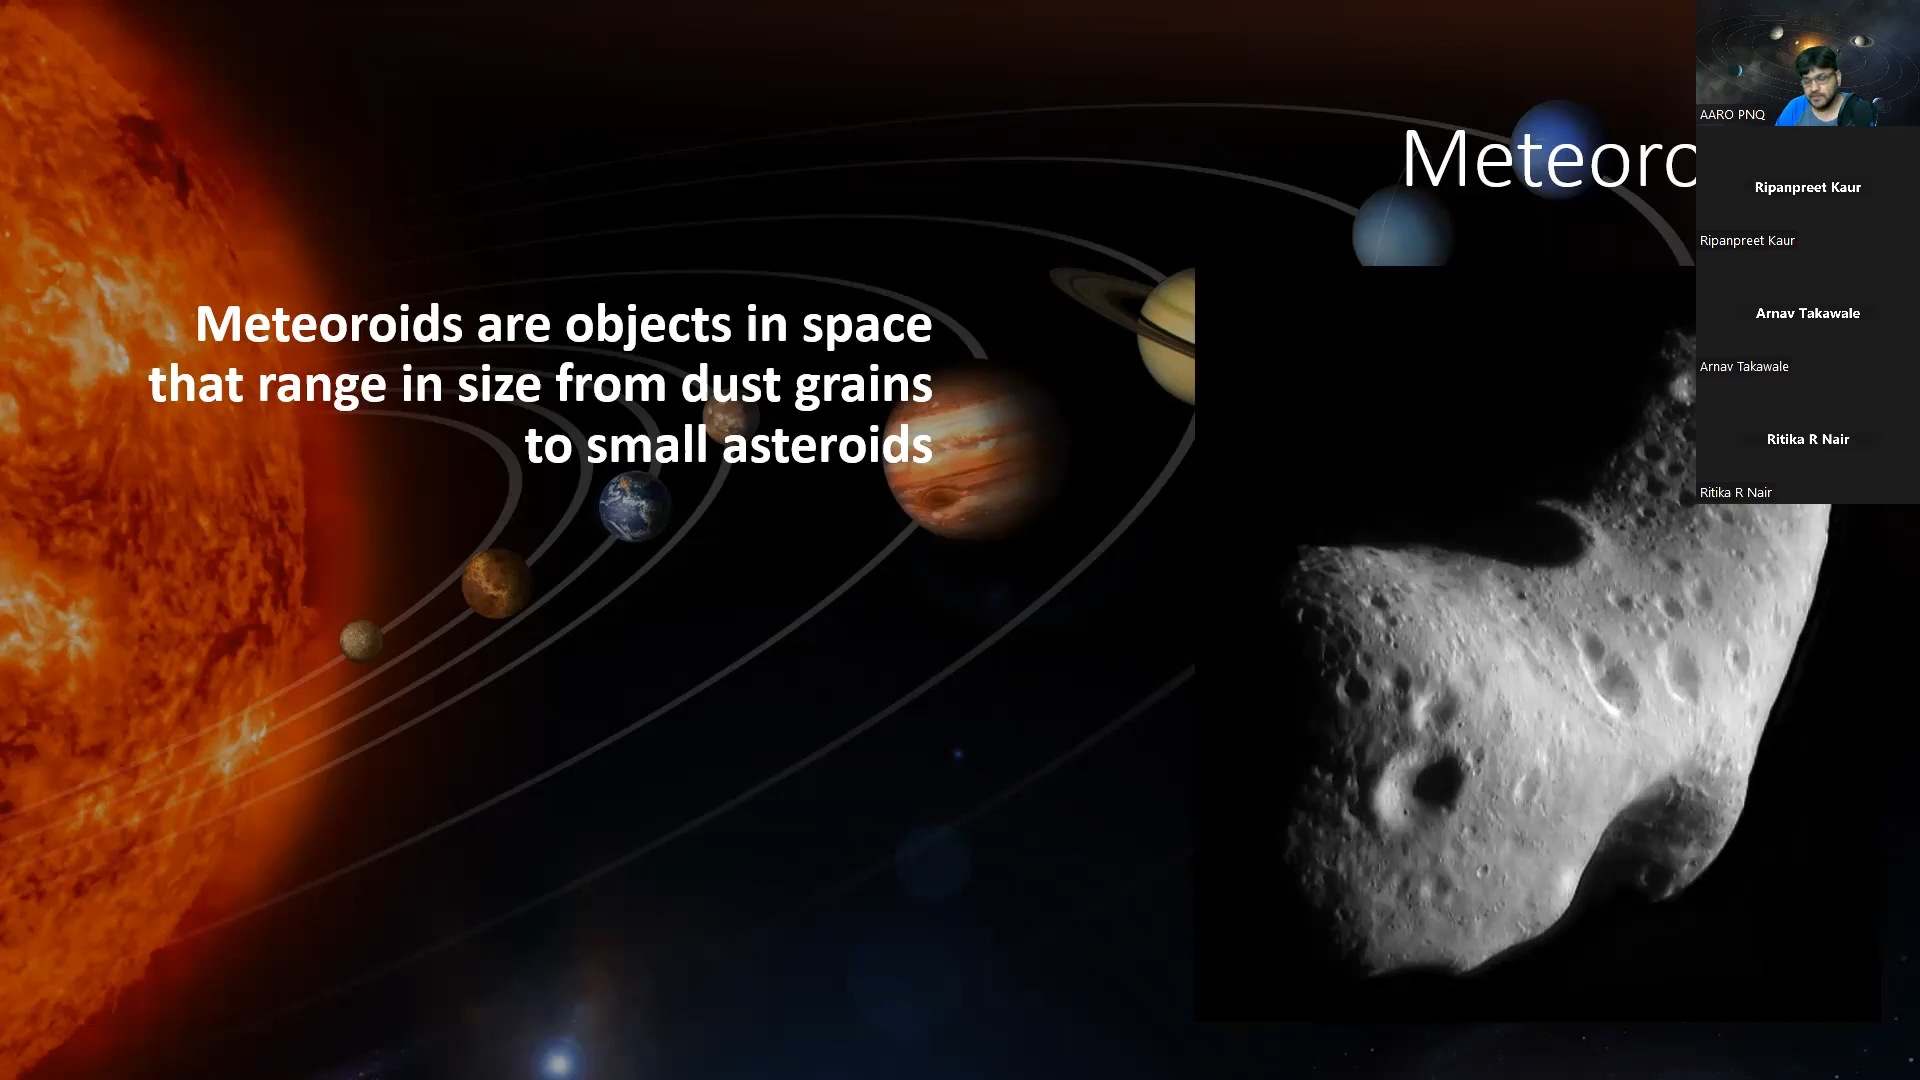 Meteoro
Meteoroids are objects in space
that range in size from dust grains
to small asteroids
AARO PNQ
Ripanpreet Kaur
Ripanpreet Kaur
Arnav Takawale
Arnav Takawale
Ritika R Nair
Ritika R Nair